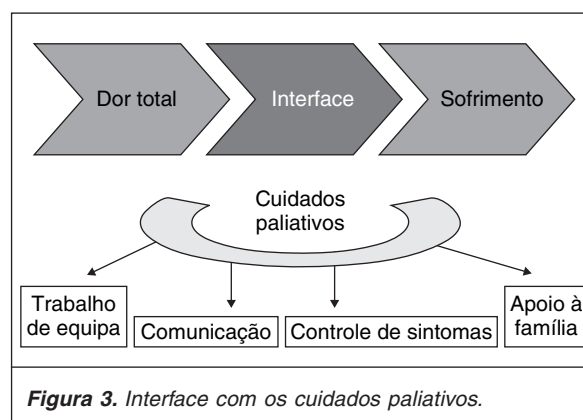 Dor total
Interface
Sofrimento
Cuidados
paliativos
Trabalho
de equipa
Comunicação
Controle de sintomas
Apoio à
família
Figura 3. Interface com os cuidados paliativos.